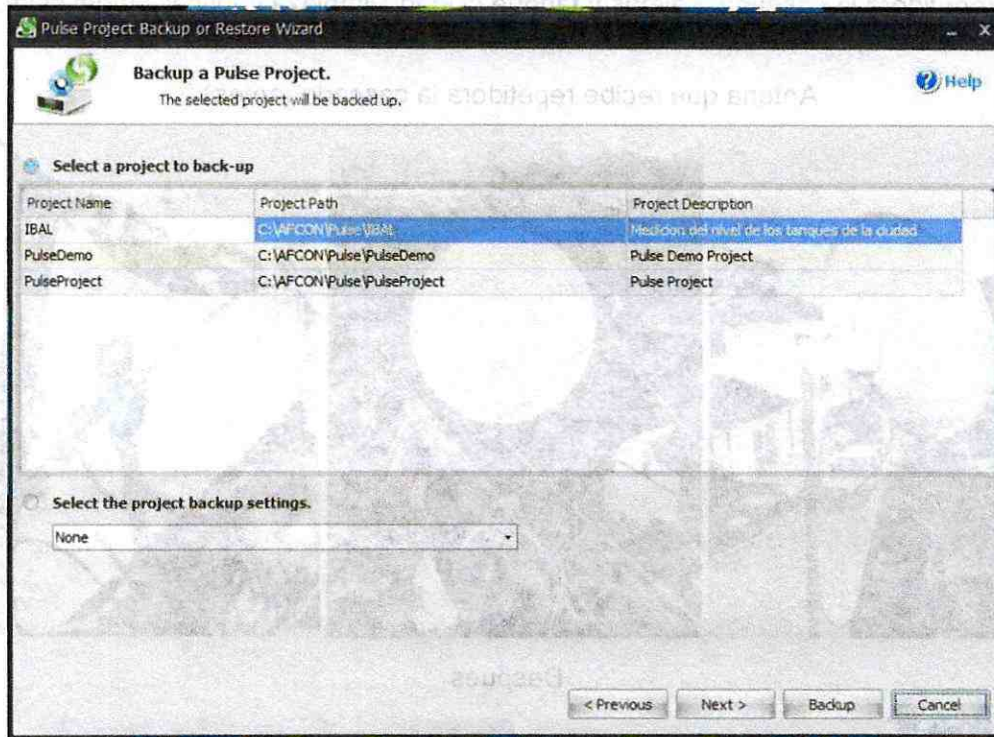 Pulse Project Backup or Restore Wizard
Backup a Pulse Project.
The selected project will be backed up.
Help
Select a project to back-up
Project Name Project Path Project Description
IBAL C:\AFCON\Pulse\IBAL Medicion del nivel de los tanques de la ciudad
PulseDemo C:\AFCON\Pulse\PulseDemo Pulse Demo Project
PulseProject C:\AFCON\Pulse\PulseProject Pulse Project
Select the project backup settings.
None
< Previous Next > Backup Cancel
Antena que recibe repetidora la
Despues